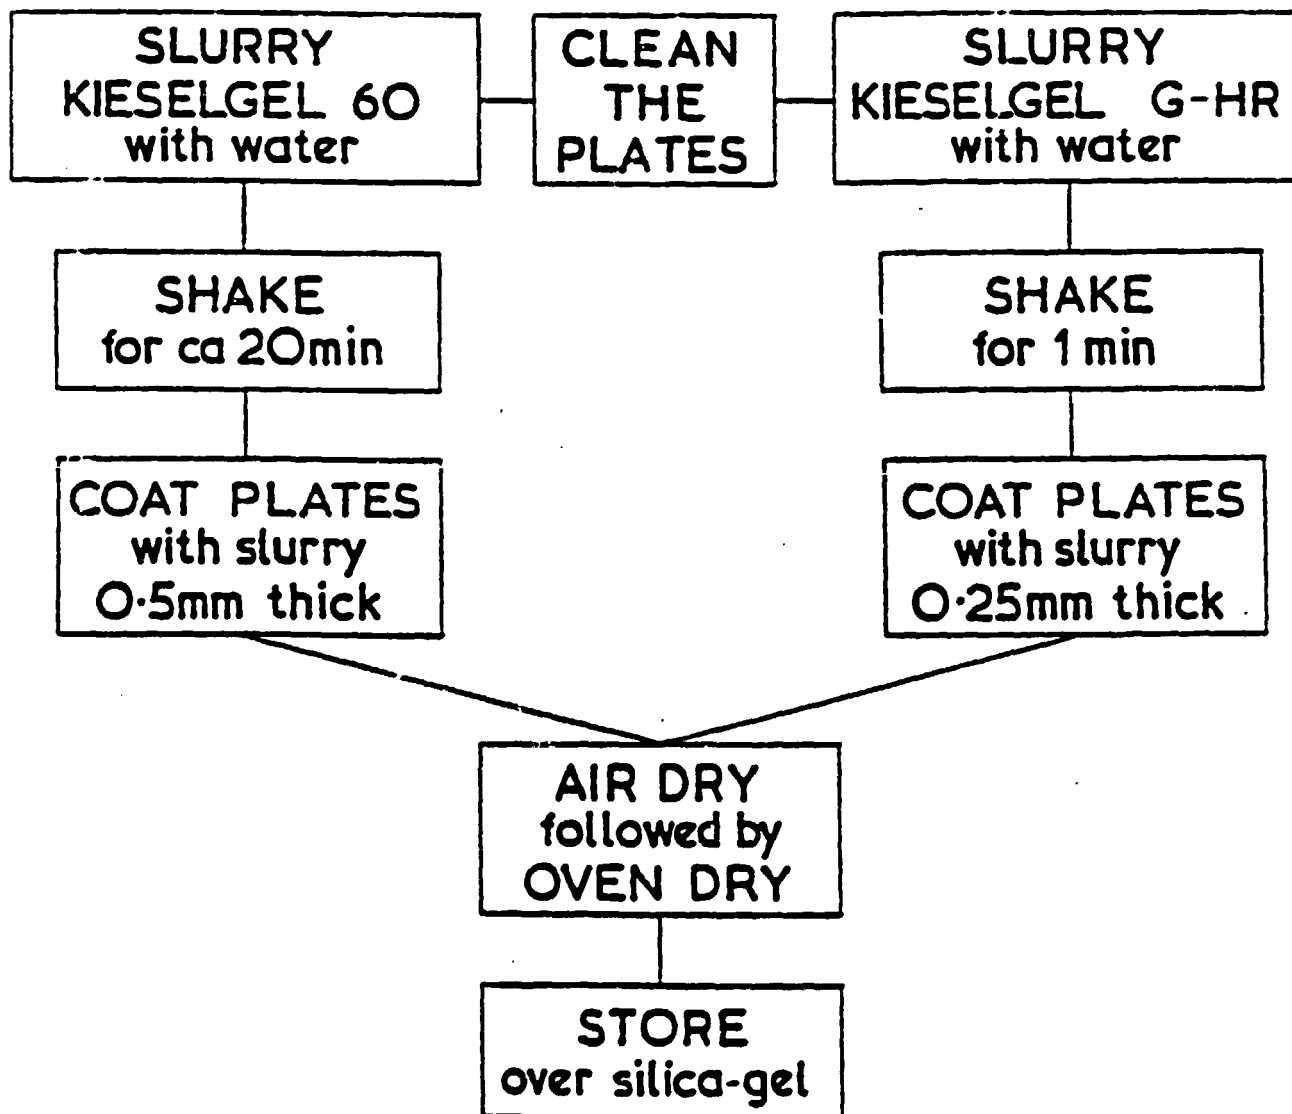 SLURRY
KIESELGEL 60
with water
CLEAN
THE
PLATES
SLURRY
KIESELGEL G-HR
with water
SHAKE
for ca 20min
SHAKE
for 1 min
COAT PLATES
with slurry
0·5mm thick
COAT PLATES
with slurry
0·25mm thick
AIR DRY
followed by
OVEN DRY
STORE
over silica-gel